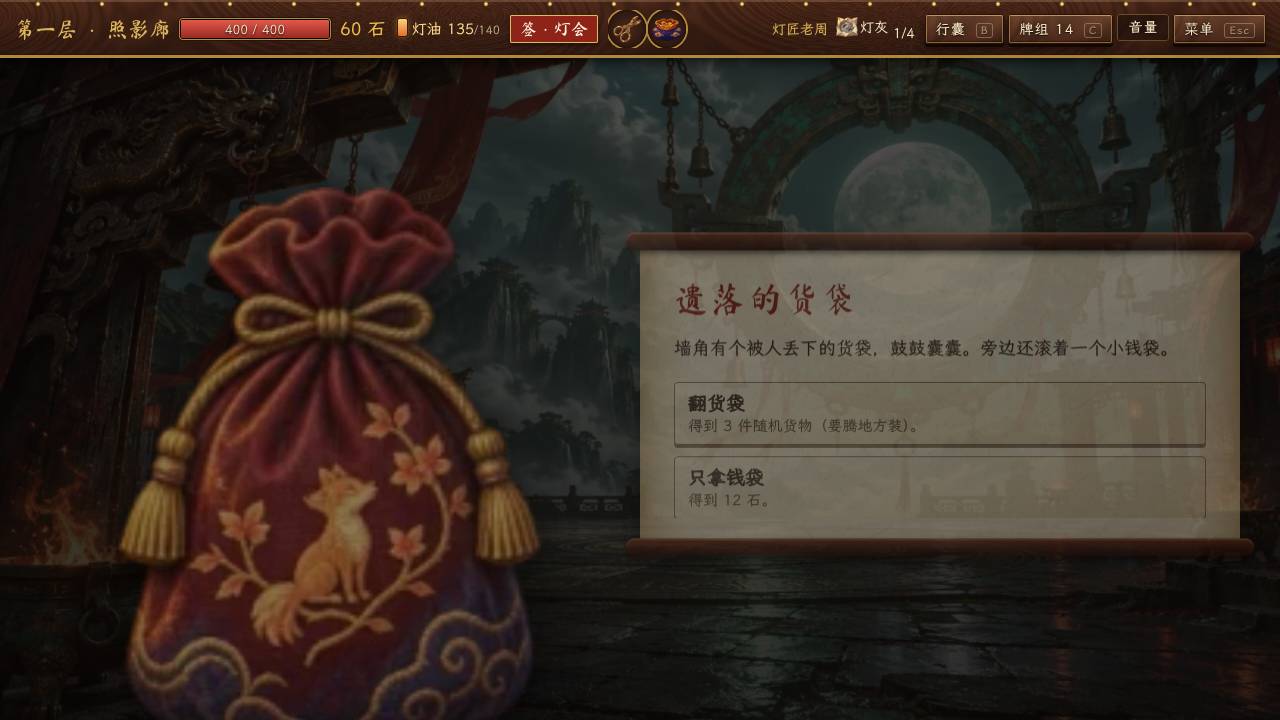 第一层 · 照影廊 400 / 400 60 石 灯油 135/140 签 · 灯会 灯匠老周 灯灰 1/4 行囊 B 牌组 14 C 音量 菜单 Esc
遗落的货袋
墙角有个被人丢下的货袋，鼓鼓囊囊。旁边还滚着一个小钱袋。
翻货袋
得到 3 件随机货物（要腾地方装）。
只拿钱袋
得到 12 石。